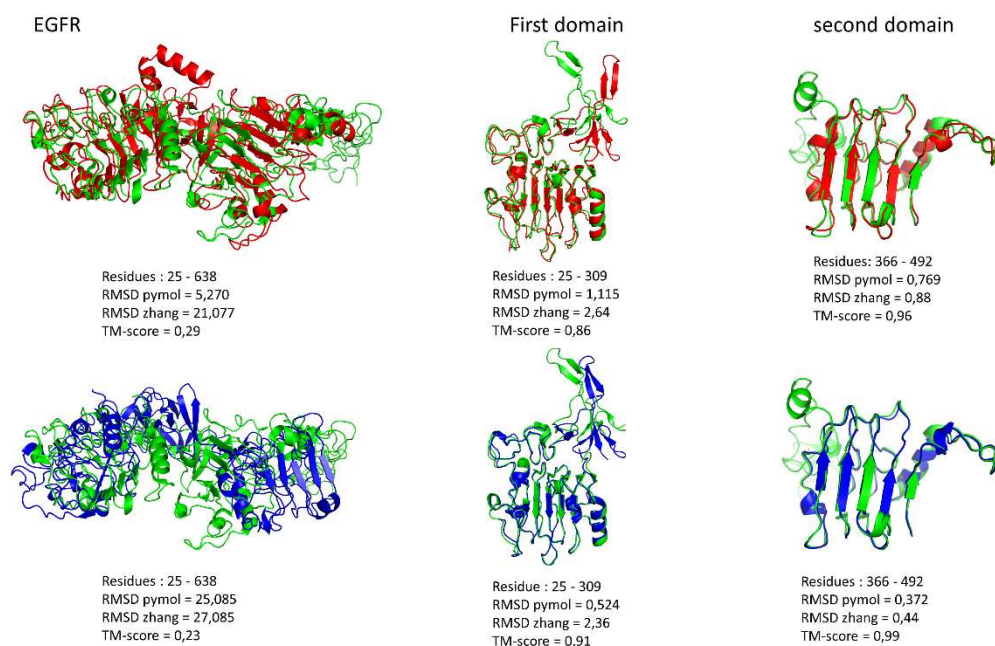 EGFR
First domain
second domain
Residues : 25 - 638
RMSD pymol = 5,270
RMSD zhang = 21,077
TM-score = 0,29
Residues : 25 - 309
RMSD pymol = 1,115
RMSD zhang = 2,64
TM-score = 0,86
Residues: 366 - 492
RMSD pymol = 0,769
RMSD zhang = 0,88
TM-score = 0,96
Residues : 25 - 638
RMSD pymol = 25,085
RMSD zhang = 27,085
TM-score = 0,23
Residue : 25 - 309
RMSD pymol = 0,524
RMSD zhang = 2,36
TM-score = 0.91
Residues : 366 - 492
RMSD pymol = 0,372
RMSD zhang = 0,44
TM-score = 0,99